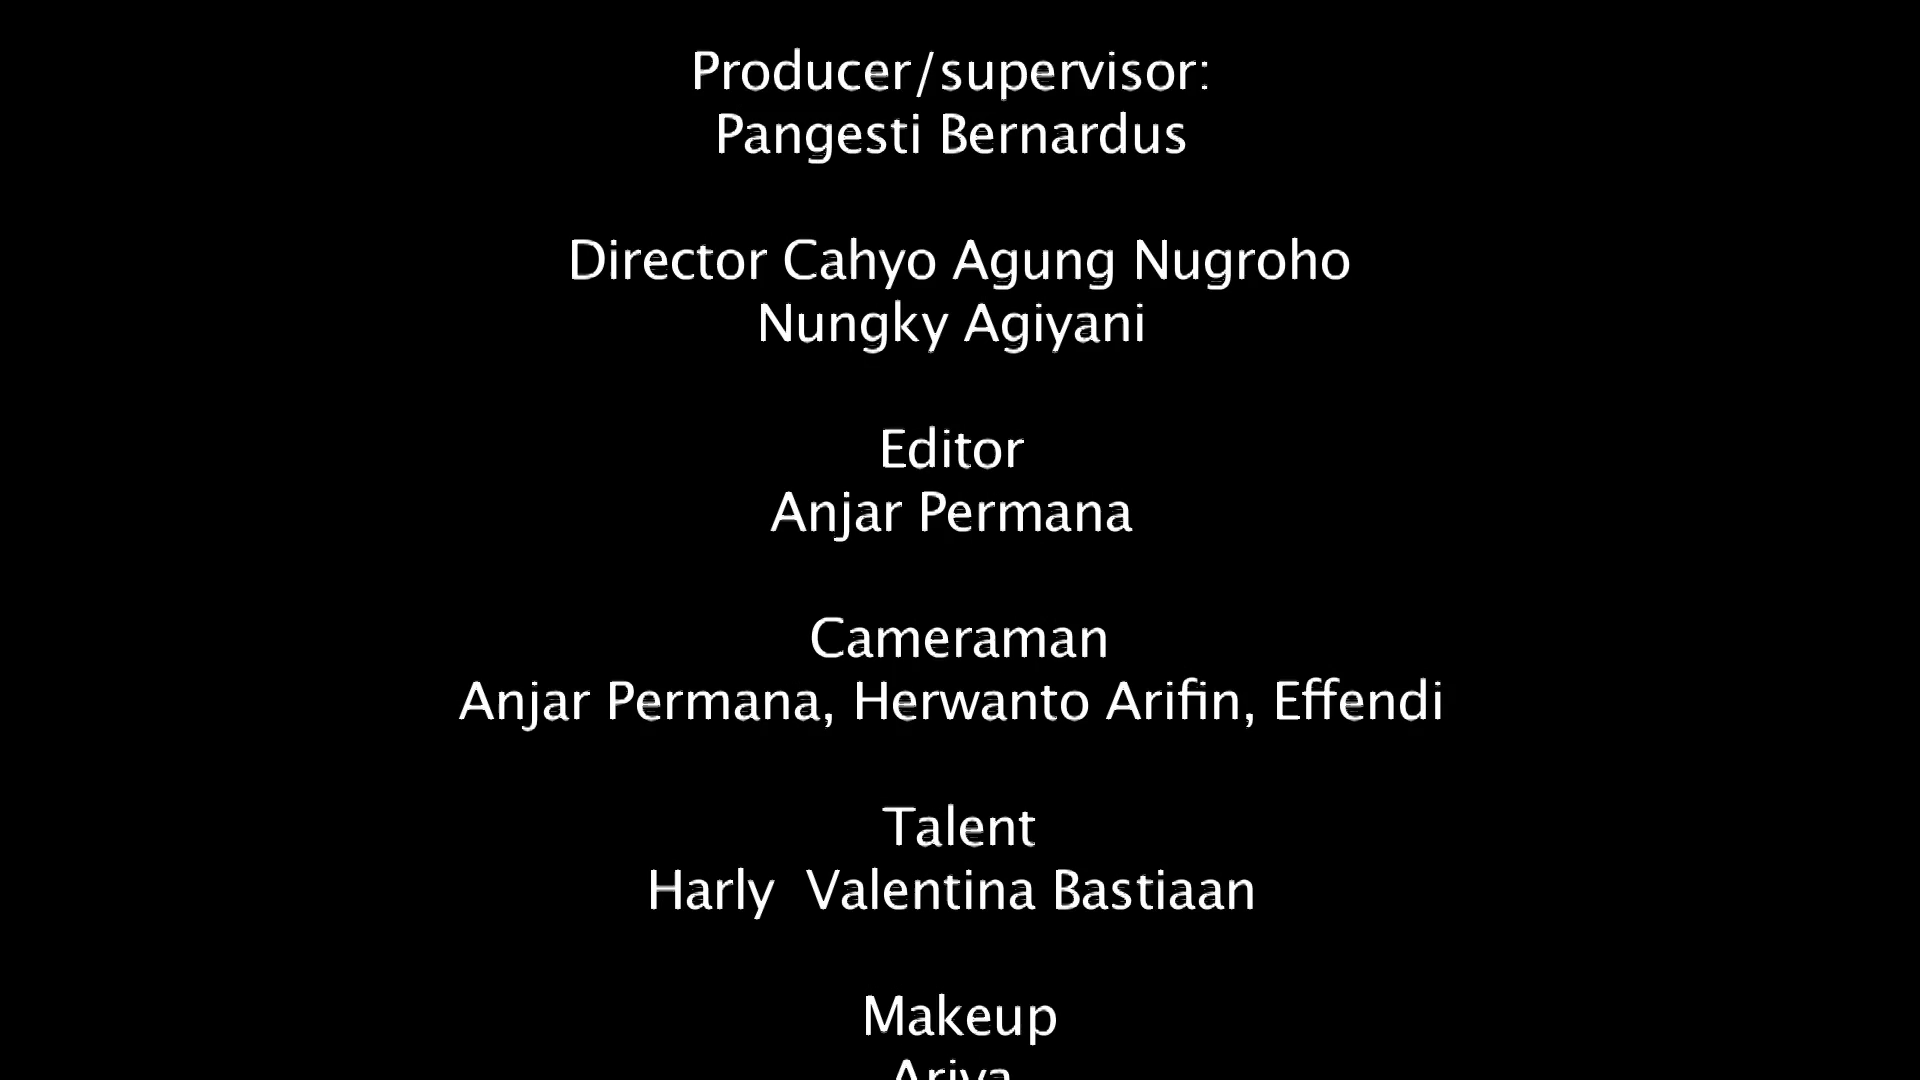 Producer/supervisor:
Pangesti Bernardus
Director Cahyo Agung Nugroho
Nungky Agiyani
Editor
Anjar Permana
Cameraman
Anjar Permana, Herwanto Arifin, Effendi
Talent
Harly  Valentina Bastiaan
Makeup